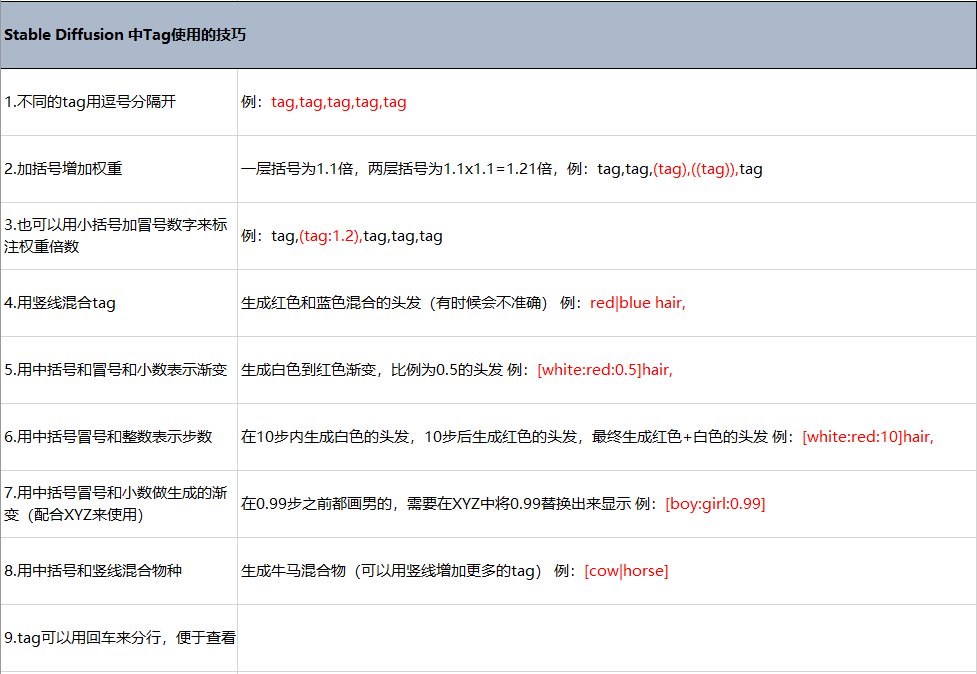 Stable Diffusion 中Tag使用的技巧
1.不同的tag用逗号分隔开
例：tag,tag,tag,tag,tag
2.加括号增加权重
一层括号为1.1倍，两层括号为1.1x1.1=1.21倍，例：tag,tag,(tag),((tag)),tag
3.也可以用小括号加冒号数字来标
注权重倍数
例：tag,(tag:1.2),tag,tag,tag
4.用竖线混合tag
生成红色和蓝色混合的头发（有时候会不准确） 例：red|blue hair,
5.用中括号和冒号和小数表示渐变
生成白色到红色渐变，比例为0.5的头发 例：[white:red:0.5]hair,
6.用中括号冒号和整数表示步数
在10步内生成白色的头发，10步后生成红色的头发，最终生成红色+白色的头发 例：[white:red:10]hair,
7.用中括号冒号和小数做生成的渐
变（配合XYZ来使用）
在0.99步之前都画男的，需要在XYZ中将0.99替换出来显示 例：[boy:girl:0.99]
8.用中括号和竖线混合物种
生成牛马混合物（可以用竖线增加更多的tag） 例：[cow|horse]
9.tag可以用回车来分行，便于查看